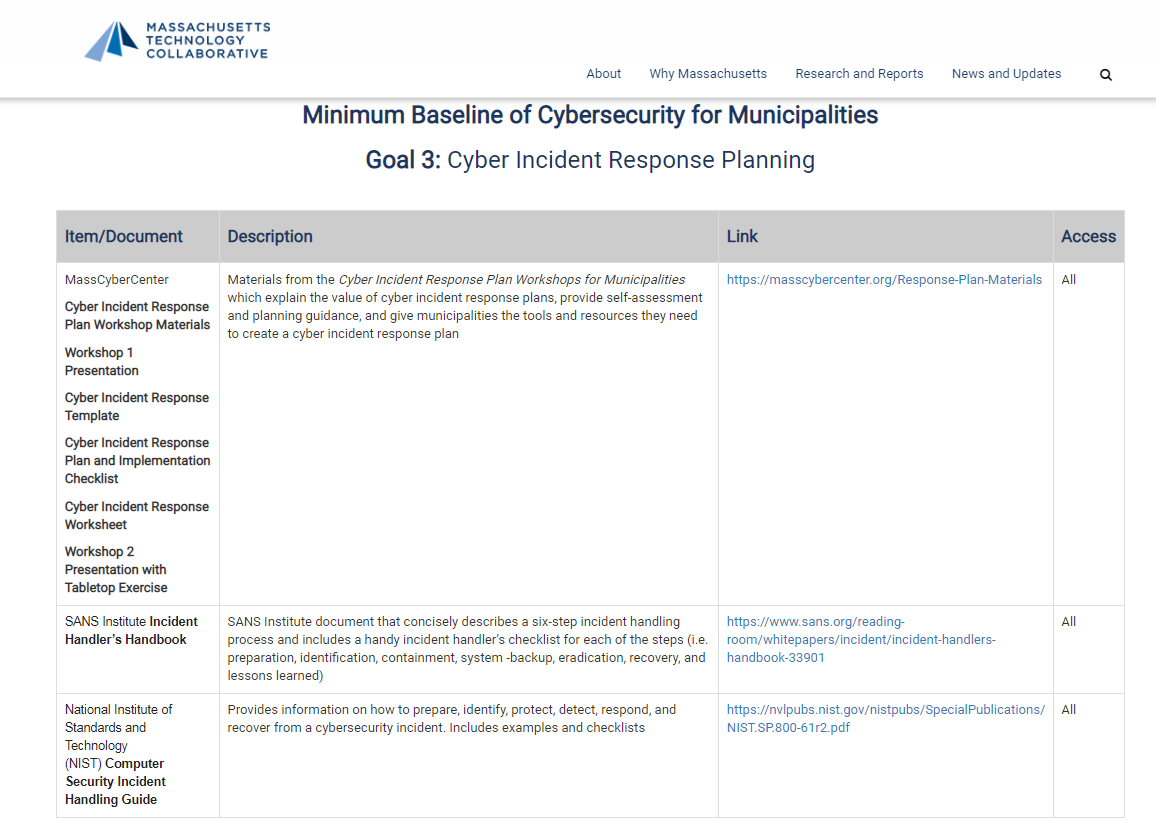 MASSACHUSETTS
TECHNOLOGY
COLLABORATIVE
About Why Massachusetts Research and Reports News and Updates
Minimum Baseline of Cybersecurity for Municipalities
Goal 3: Cyber Incident Response Planning
Item/Document Description Link Access
MassCyberCenter
Cyber Incident Response
Plan Workshop Materials
Workshop 1
Presentation
Cyber Incident Response
Template
Cyber Incident Response
Plan and Implementation
Checklist
Cyber Incident Response
Worksheet
Workshop 2
Presentation with
Tabletop Exercise
Materials from the Cyber Incident Response Plan Workshops for Municipalities
which explain the value of cyber incident response plans, provide self-assessment
and planning guidance, and give municipalities the tools and resources they need
to create a cyber incident response plan
https://masscybercenter.org/Response-Plan-Materials
All
SANS Institute Incident
Handler's Handbook
SANS Institute document that concisely describes a six-step incident handling
process and includes a handy incident handler's checklist for each of the steps (i.e.
preparation, identification, containment, system -backup, eradication, recovery, and
lessons learned)
https://www.sans.org/reading-
room/whitepapers/incident/incident-handlers-
handbook-33901
All
National Institute of
Standards and
Technology
(NIST) Computer
Security Incident
Handling Guide
Provides information on how to prepare, identify, protect, detect, respond, and
recover from a cybersecurity incident. Includes examples and checklists
https://nvlpubs.nist.gov/nistpubs/SpecialPublications/
NIST.SP.800-61r2.pdf
All